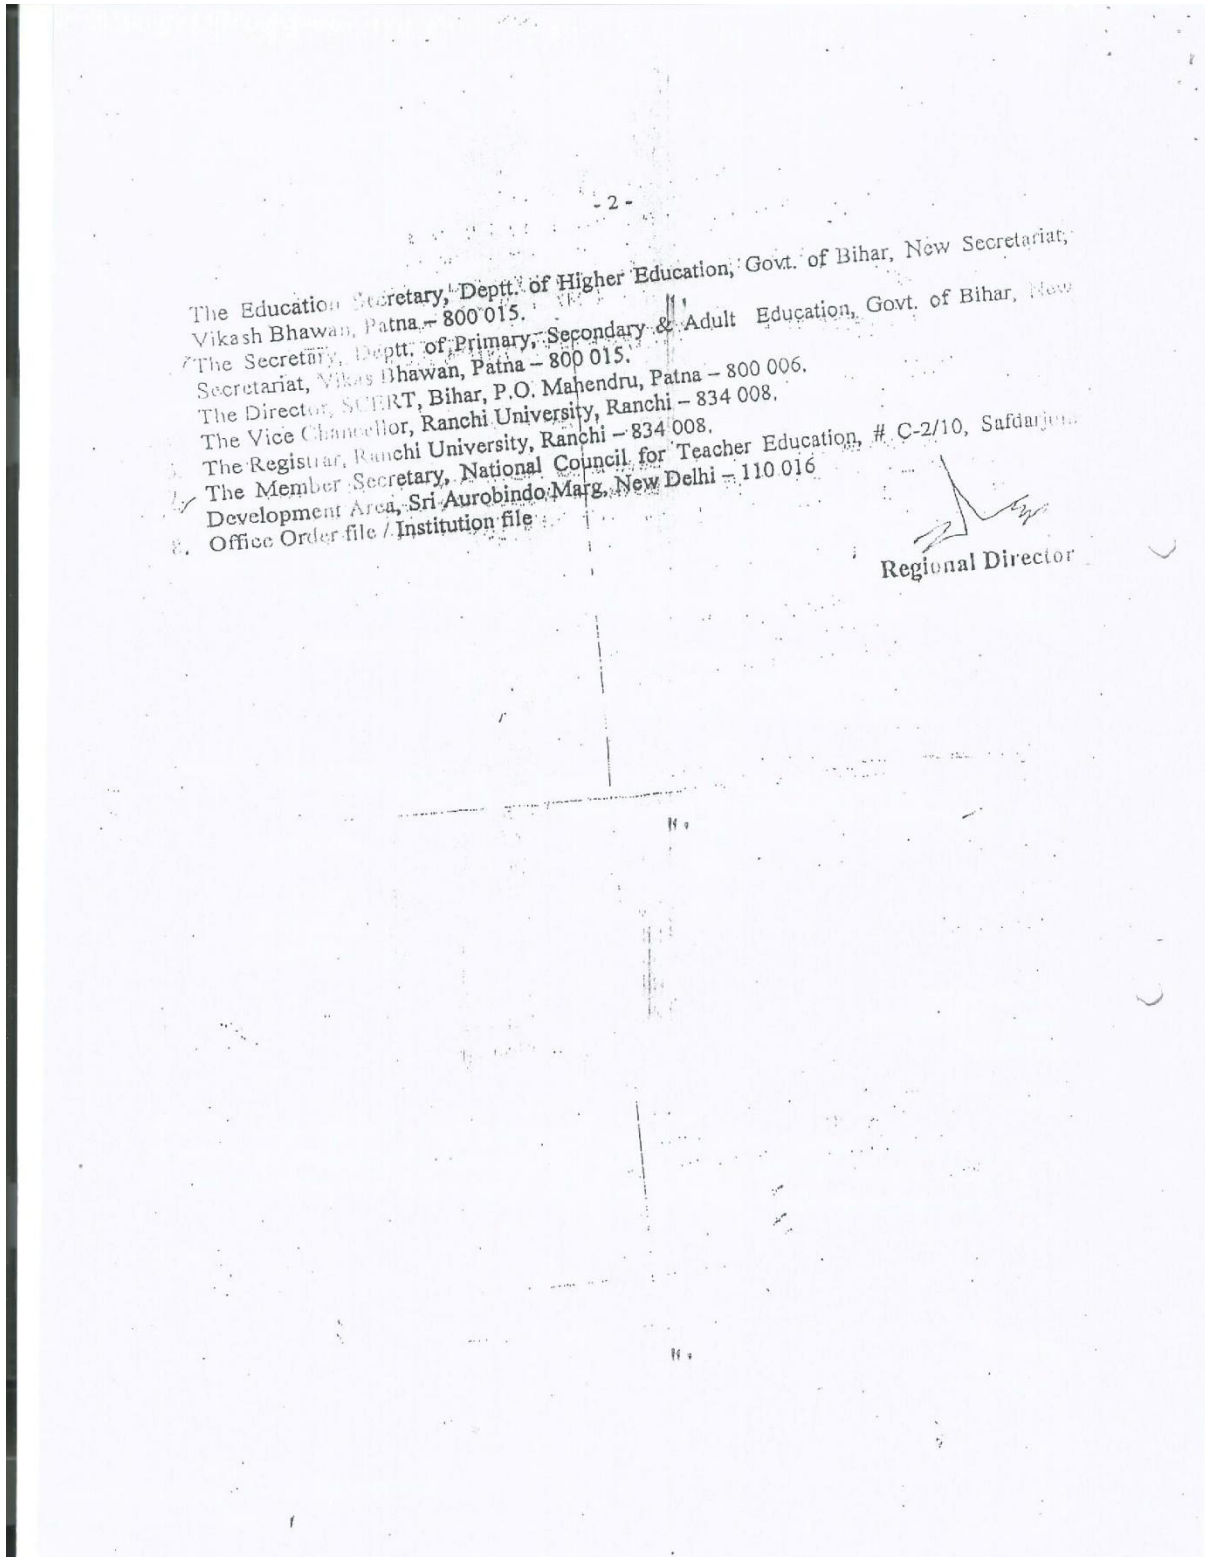 - 2 -
The Education Secretary, Deptt. of Higher Education, Govt. of Bihar, New Secretariat,
Vikash Bhawan, Patna – 800 015.
The Secretary, Deptt. of Primary, Secondary & Adult Education, Govt. of Bihar, New
Secretariat, Vikas Bhawan, Patna – 800 015.
The Director, SCERT, Bihar, P.O. Mahendru, Patna – 800 006.
The Vice Chancellor, Ranchi University, Ranchi – 834 008.
The Registrar, Ranchi University, Ranchi – 834 008.
The Member Secretary, National Council for Teacher Education, # C-2/10, Safdarjung
Development Area, Sri Aurobindo Marg, New Delhi – 110 016
8. Office Order file / Institution file
Regional Director